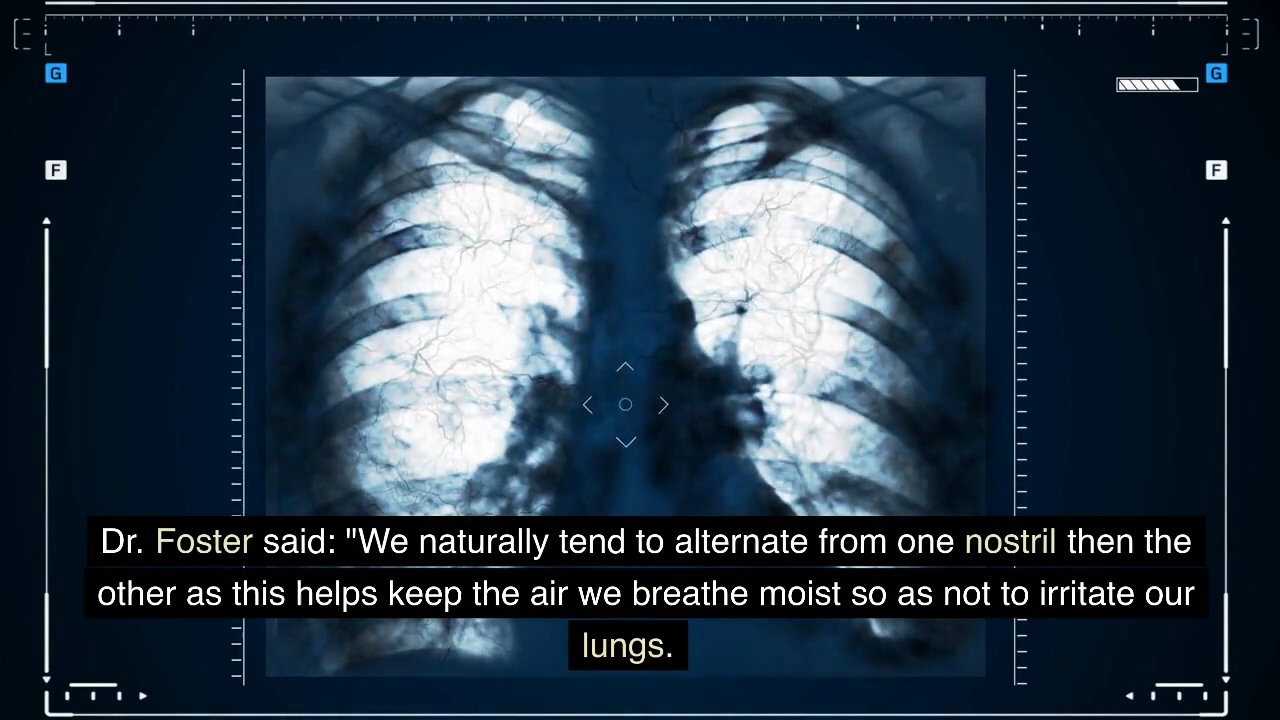 G
G
F
F
Dr. Foster said: "We naturally tend to alternate from one nostril then the
other as this helps keep the air we breathe moist so as not to irritate our
lungs.